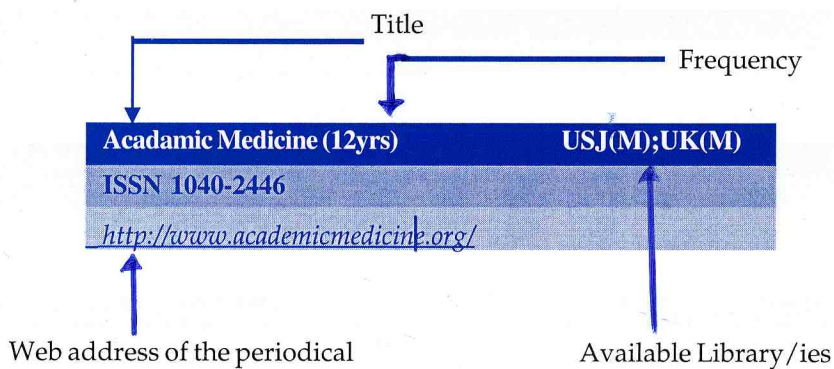 Title
Frequency
Acadamic Medicine (12yrs) USJ(M);UK(M)
ISSN 1040-2446
http://www.academicmedicine.org/
Web address of the periodical
Available Library/ies